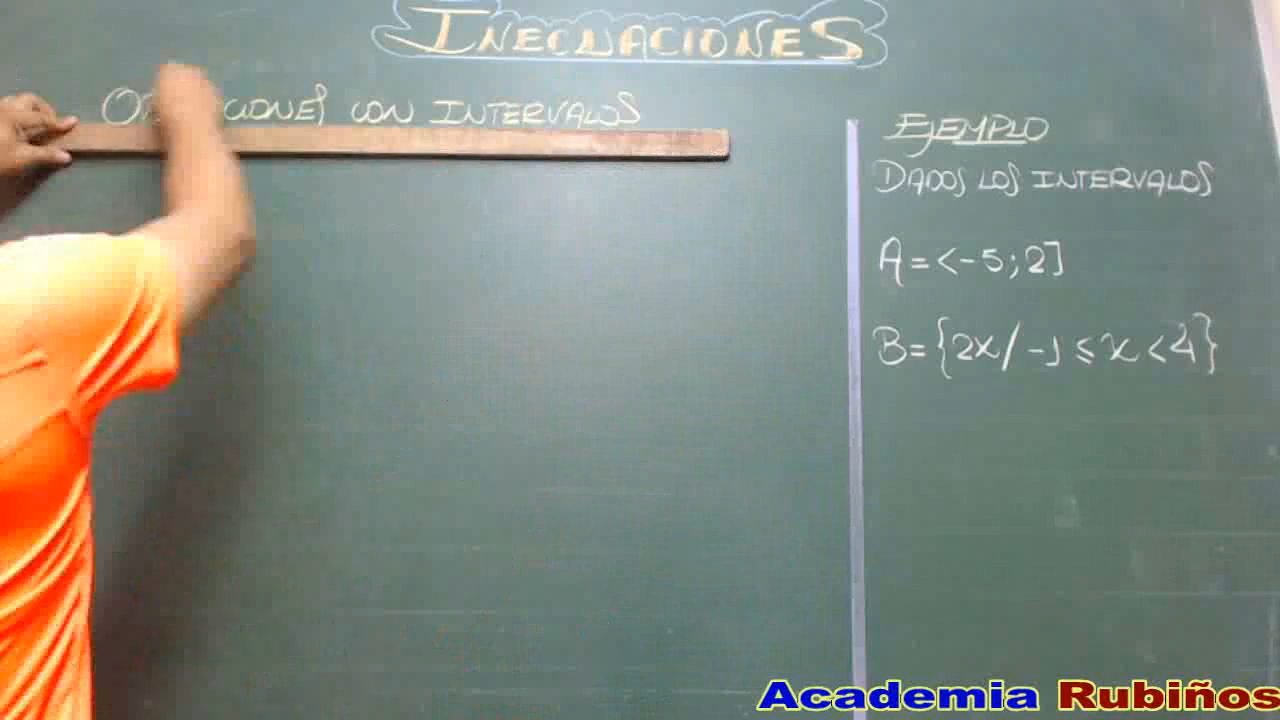 INECUACIONES
CON INTERVALOS
EJEMPLO
DADOS LOS INTERVALOS
A = <-5; 2]
B = {2x / -1 ≤ x < 4}
Academia Rubiños